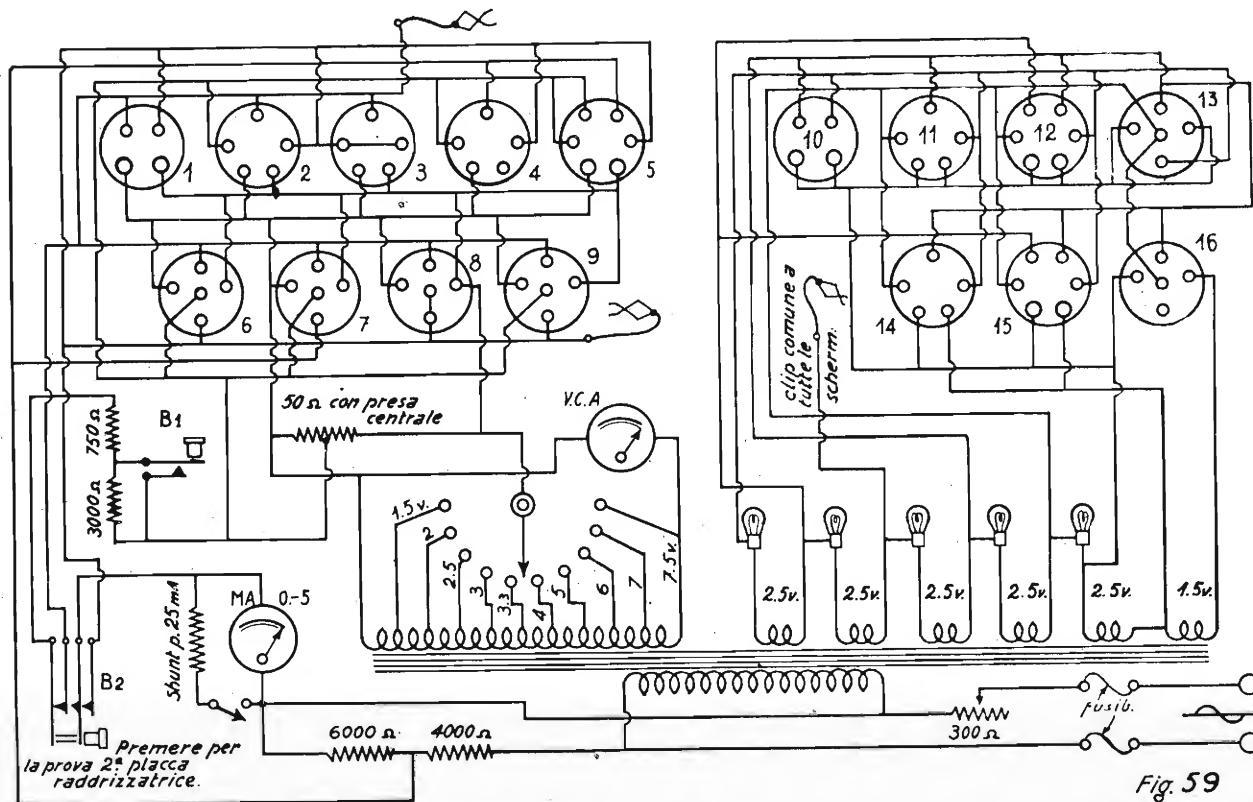 1
2
3
4
5
6
7
8
9
10
11
12
13
14
15
16
50 Ω con presa
centrale
V.C.A
750 Ω
3000 Ω
B1
clip comune a
tutte le
scherm.
1.5 v.
2
2.5
3
3.3
4
5
6
7
7.5 v.
2.5 v.
2.5 v.
2.5 v.
2.5 v.
2.5 v.
1.5 v.
MA 0.-5
shunt p. 25 mA
B2
Premere per
la prova 2ª placca
raddrizzatrice.
6000 Ω
4000 Ω
300 Ω
fusib.
Fig. 59